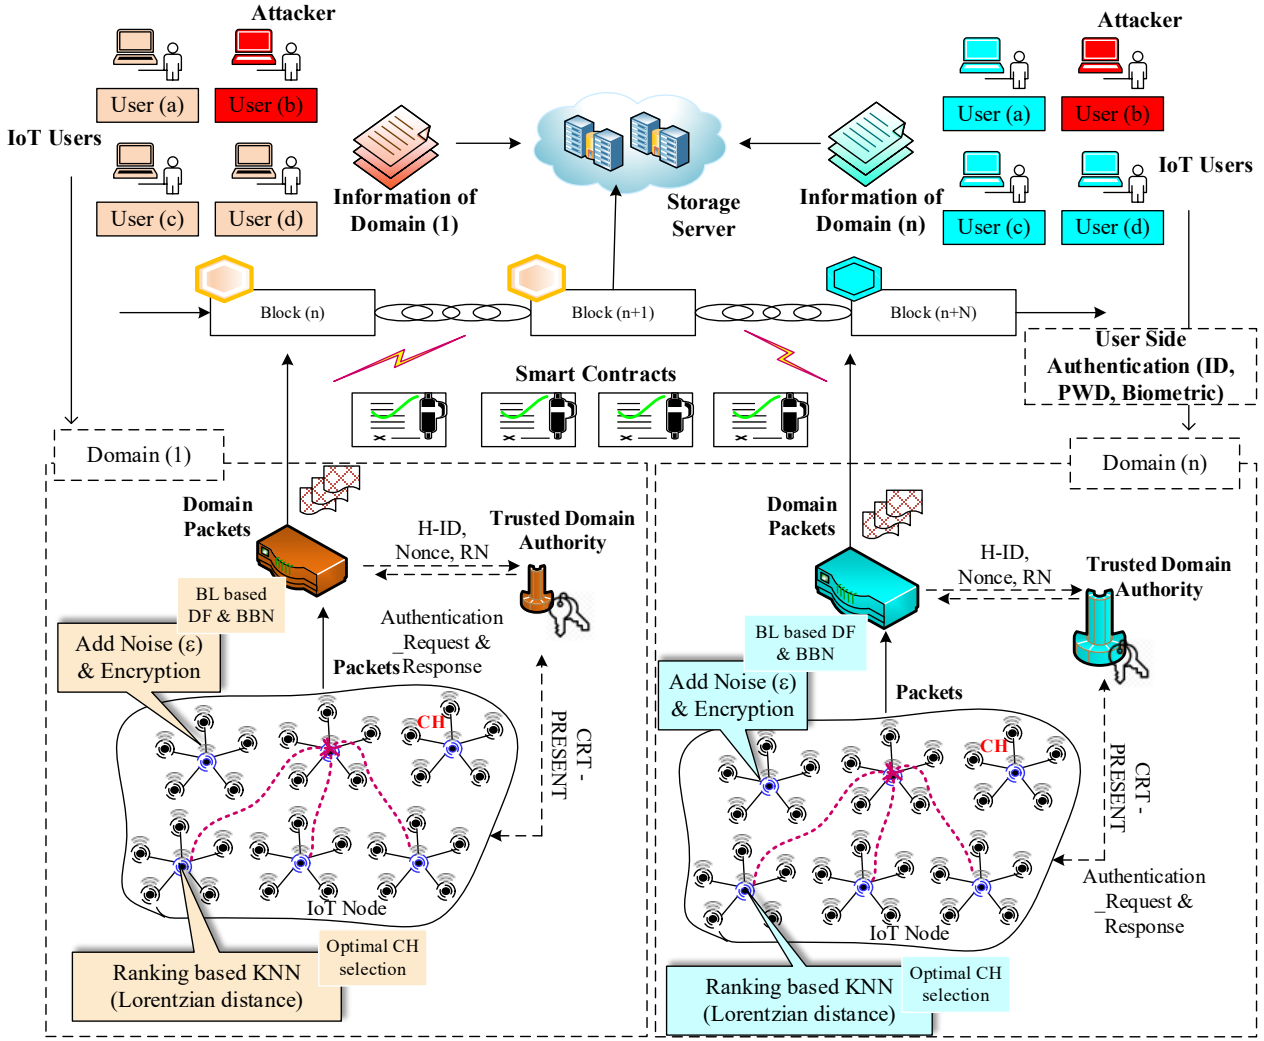 Attacker
User (a)
User (b)
IoT Users
User (c)
User (d)
Information of
Domain (1)
Storage
Server
Information of
Domain (n)
Attacker
User (a)
User (b)
IoT Users
User (c)
User (d)
Block (n)
Block (n+1)
Block (n+N)
User Side
Authentication (ID,
PWD, Biometric)
Smart Contracts
Domain (1)
Domain (n)
Domain
Packets
H-ID,
Nonce, RN
Trusted Domain
Authority
BL based
DF & BBN
Add Noise (ε)
& Encryption
Authentication
_Request &
Response
Packets
CH
CRT -
PRESENT
IoT Node
Optimal CH
selection
Ranking based KNN
(Lorentzian distance)
Domain
Packets
H-ID,
Nonce, RN
Trusted Domain
Authority
BL based DF
& BBN
Add Noise (ε)
& Encryption
Packets
CH
CRT -
PRESENT
Authentication
_Request &
Response
IoT Node
Optimal CH
selection
Ranking based KNN
(Lorentzian distance)